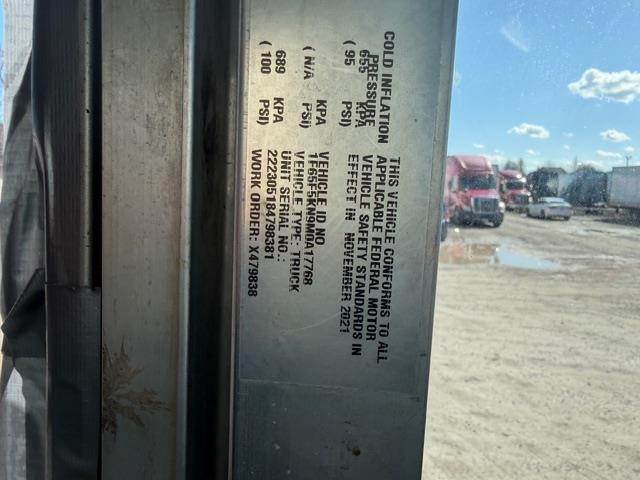 COLD INFLATION
PRESSURE
655 KPA
( 95 PSI)
( N/A KPA
PSI)
689 KPA
( 100 PSI)
THIS VEHICLE CONFORMS TO ALL
APPLICABLE FEDERAL MOTOR
VEHICLE SAFETY STANDARDS IN
EFFECT IN NOVEMBER 2021
VEHICLE ID NO.
1F65F5KN9M0A17768
VEHICLE TYPE: TRUCK
UNIT SERIAL NO.:
222305184798381
WORK ORDER: X479838